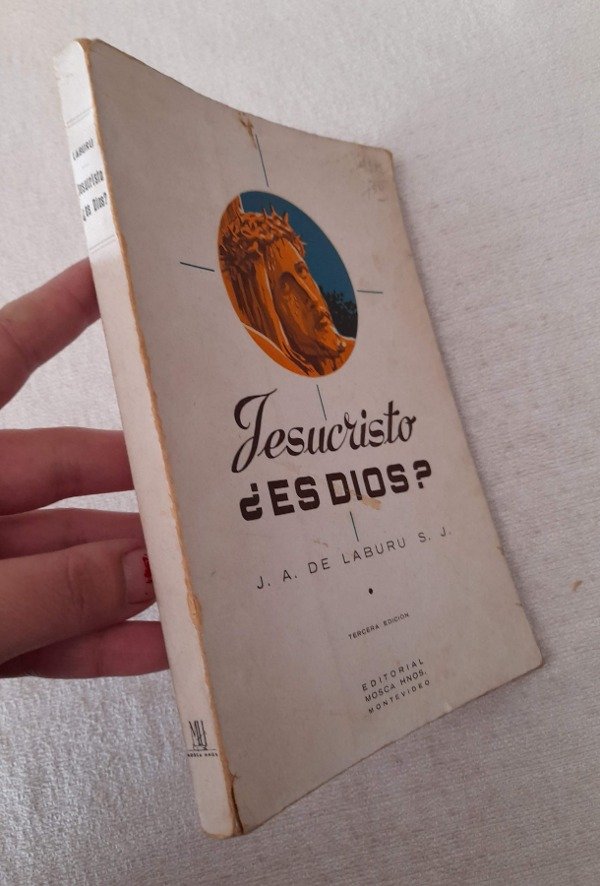 LABURU
Jesucristo
¿es Dios?
Jesucristo
¿ES DIOS?
J. A. DE LABURU S. J.
TERCERA EDICION
EDITORIAL
MOSCA HNOS.
MONTEVIDEO